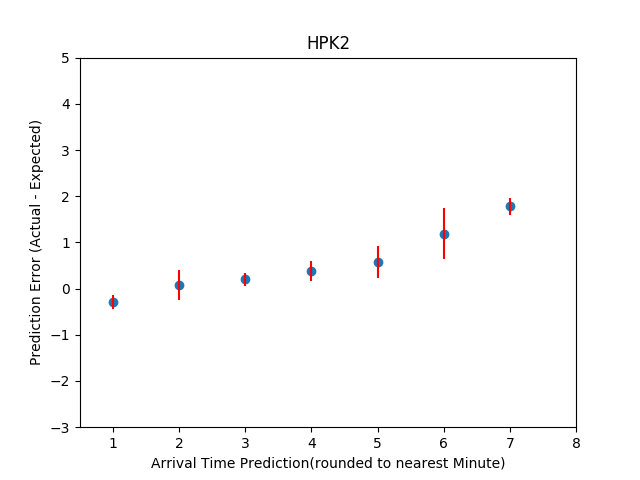 HPK2
5
4
3
2
1
0
−1
−2
−3
Prediction Error (Actual - Expected)
1 2 3 4 5 6 7 8
Arrival Time Prediction(rounded to nearest Minute)